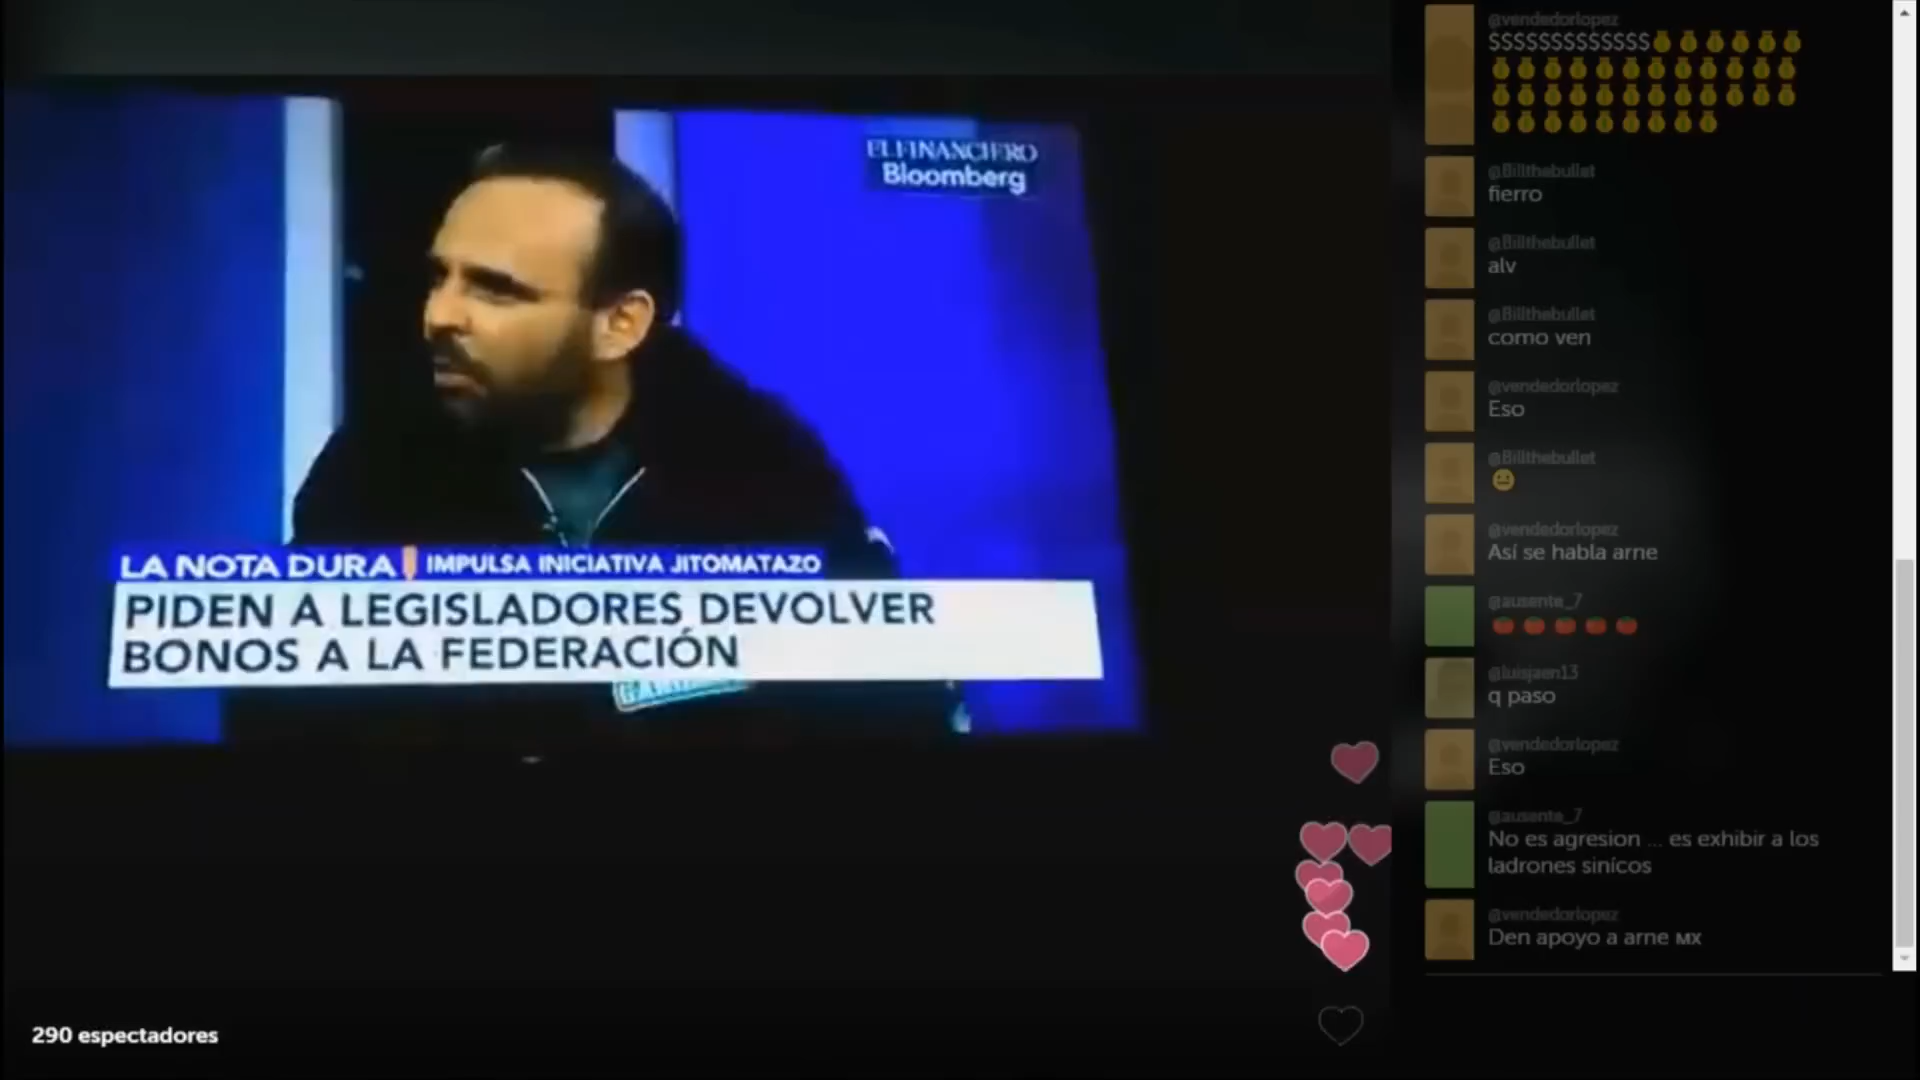 EL FINANCIERO
Bloomberg
LA NOTA DURA IMPULSA INICIATIVA JITOMATAZO
PIDEN A LEGISLADORES DEVOLVER
BONOS A LA FEDERACIÓN
290 espectadores
@vendedorlopez
$$$$$$$$$$$$$💰💰💰💰💰💰
💰💰💰💰💰💰💰💰💰💰💰💰
💰💰💰💰💰💰💰💰💰💰💰💰
💰💰💰💰💰💰💰💰💰
@Billthebullet
fierro
@Billthebullet
alv
@Billthebullet
como ven
@vendedorlopez
Eso
@Billthebullet
😐
@vendedorlopez
Así se habla arne
@ausente_7
🍅🍅🍅🍅🍅
@luisjaen13
q paso
@vendedorlopez
Eso
@ausente_7
No es agresion ... es exhibir a los
ladrones sinícos
@vendedorlopez
Den apoyo a arne мx